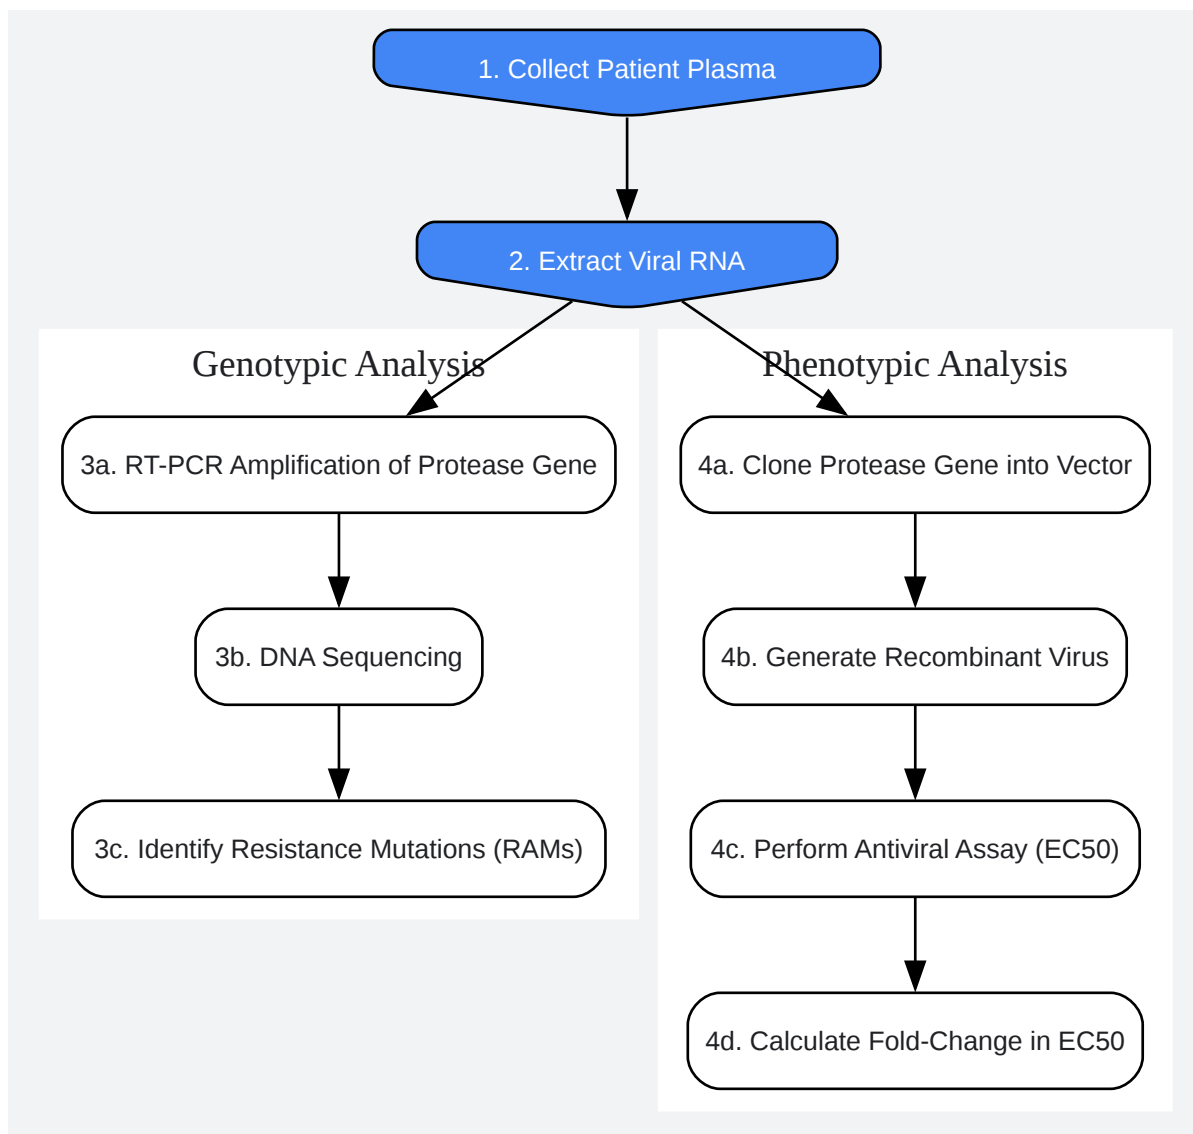 1. Collect Patient Plasma
2. Extract Viral RNA
Genotypic Analysis
3a. RT-PCR Amplification of Protease Gene
3b. DNA Sequencing
3c. Identify Resistance Mutations (RAMs)
Phenotypic Analysis
4a. Clone Protease Gene into Vector
4b. Generate Recombinant Virus
4c. Perform Antiviral Assay (EC50)
4d. Calculate Fold-Change in EC50